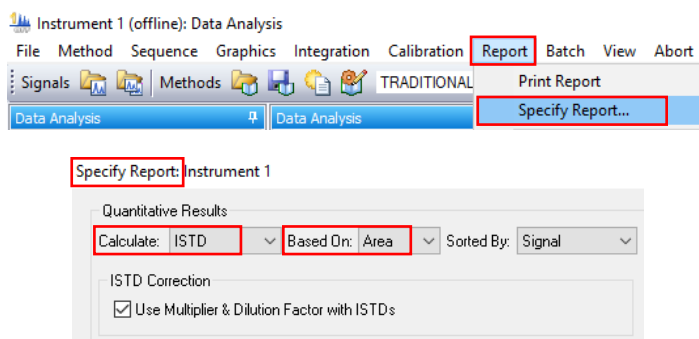 Instrument 1 (offline): Data Analysis
File Method Sequence Graphics Integration Calibration Report Batch View Abort
Signals Methods TRADITIONAL
Print Report
Specify Report...
Data Analysis Data Analysis
Specify Report: Instrument 1
Quantitative Results
Calculate: ISTD Based On: Area Sorted By: Signal
ISTD Correction
Use Multiplier & Dilution Factor with ISTDs